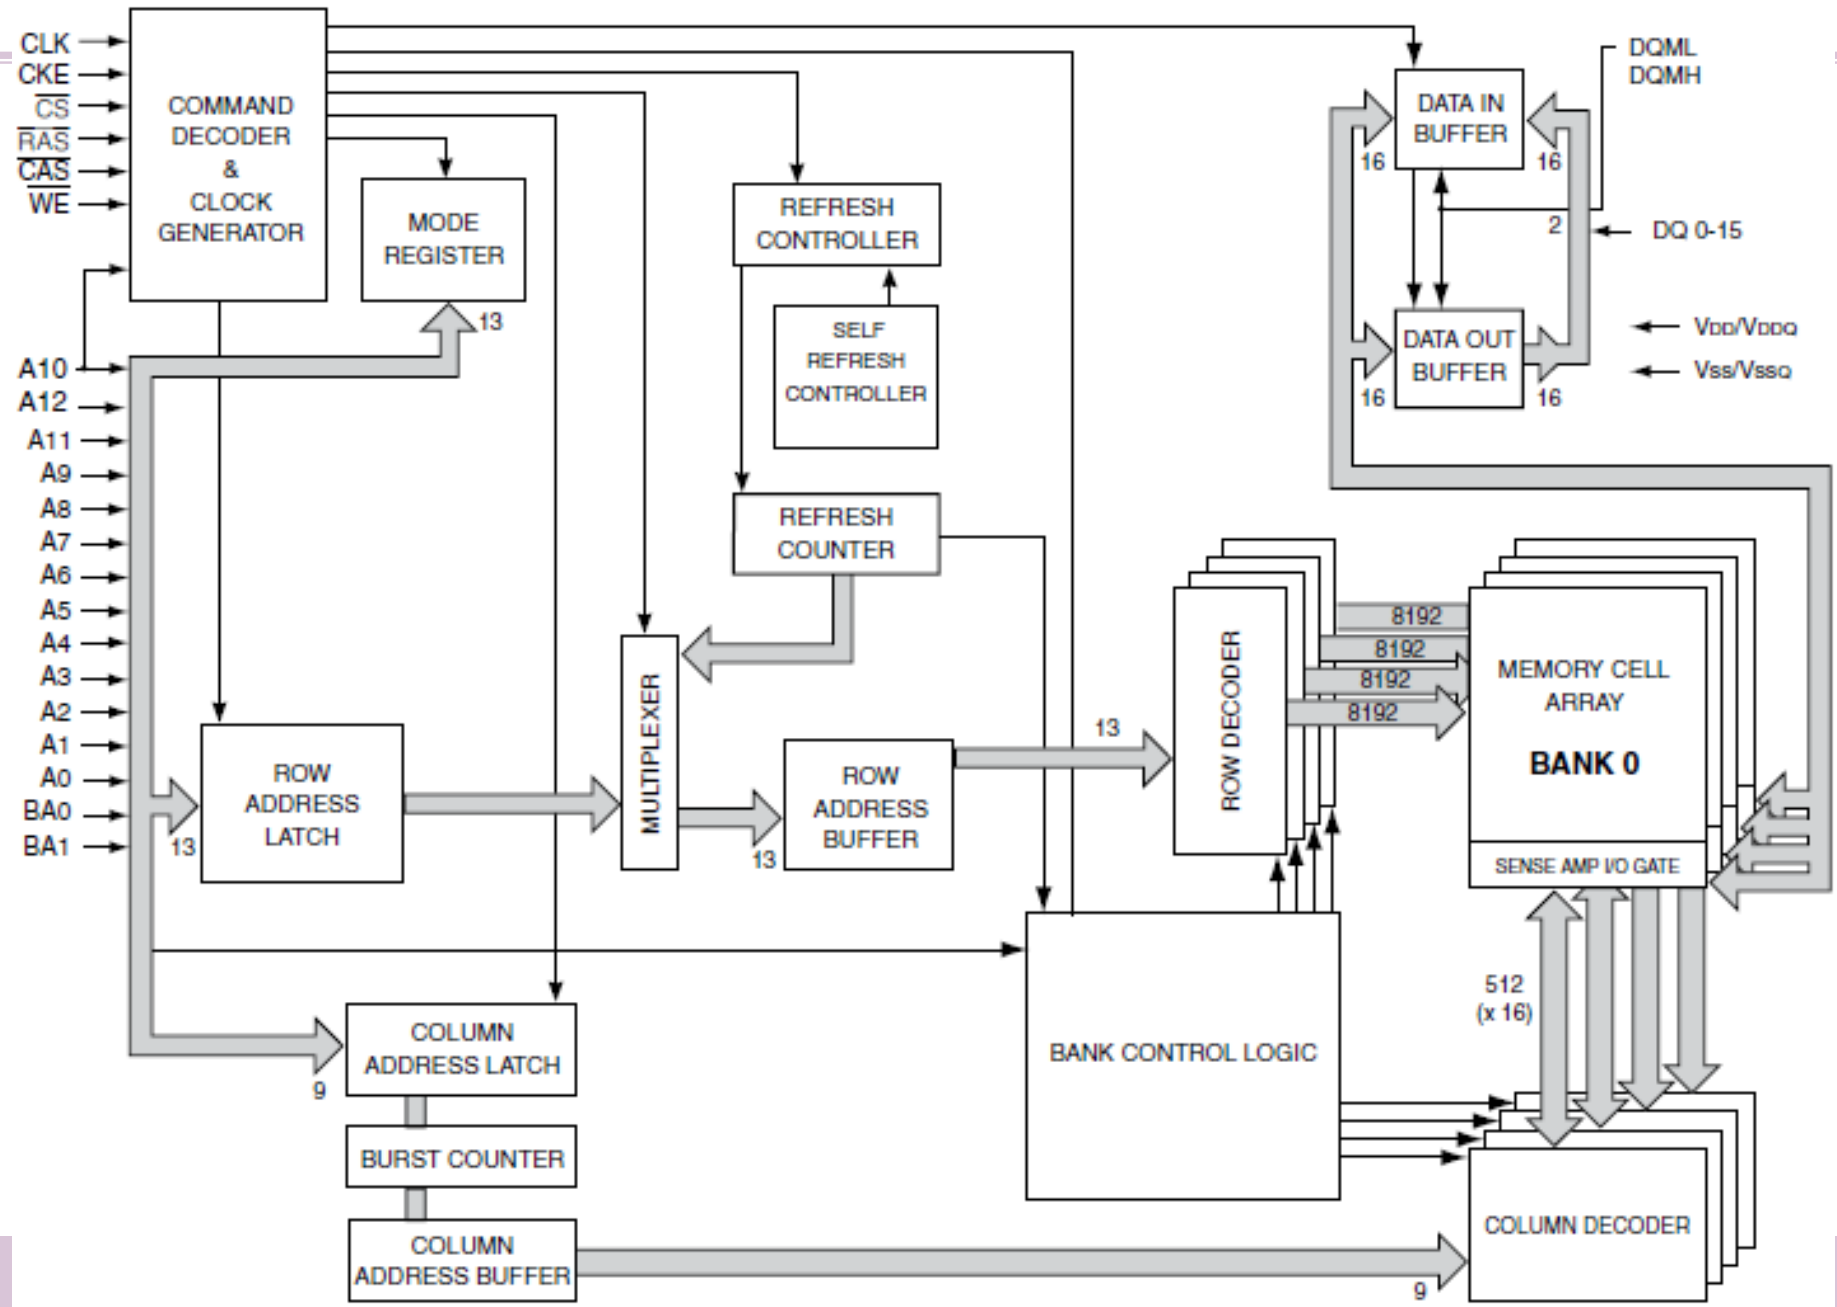 CLK
CKE
CS
RAS
CAS
WE
COMMAND
DECODER
&
CLOCK
GENERATOR
MODE
REGISTER
13
REFRESH
CONTROLLER
SELF
REFRESH
CONTROLLER
REFRESH
COUNTER
DQML
DQMH
DATA IN
BUFFER
16
16
2
DQ 0-15
DATA OUT
BUFFER
16
16
VDD/VDDQ
Vss/VssQ
A10
A12
A11
A9
A8
A7
A6
A5
A4
A3
A2
A1
A0
BA0
BA1
13
ROW
ADDRESS
LATCH
MULTIPLEXER
13
ROW
ADDRESS
BUFFER
13
ROW DECODER
8192
8192
8192
8192
MEMORY CELL
ARRAY
BANK 0
SENSE AMP I/O GATE
512
(x 16)
BANK CONTROL LOGIC
9
COLUMN
ADDRESS LATCH
BURST COUNTER
COLUMN
ADDRESS BUFFER
COLUMN DECODER
9